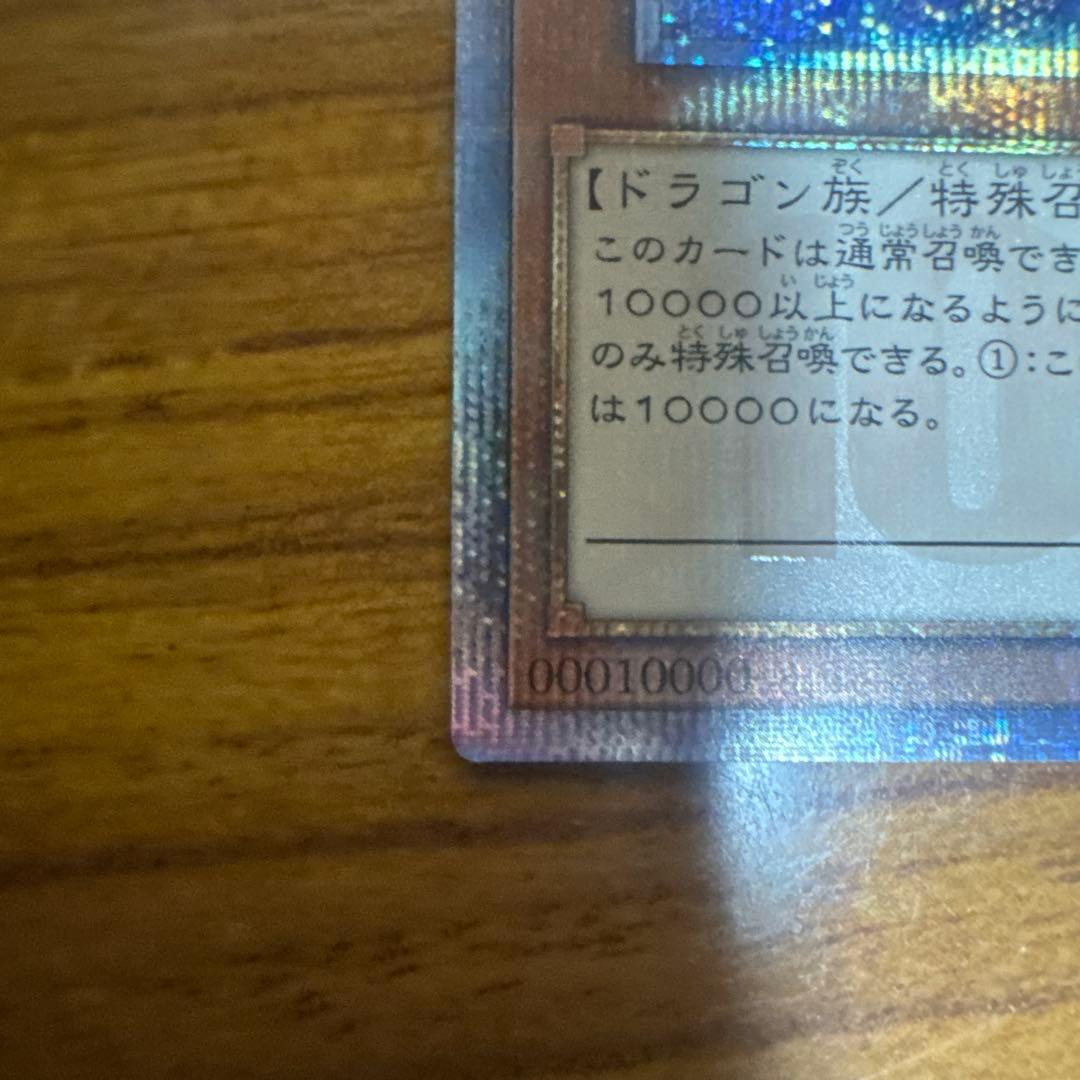 【ドラゴン族／特殊召
このカードは通常召喚でき
10000以上になるように
のみ特殊召喚できる。①：こ
は10000になる。
00010000